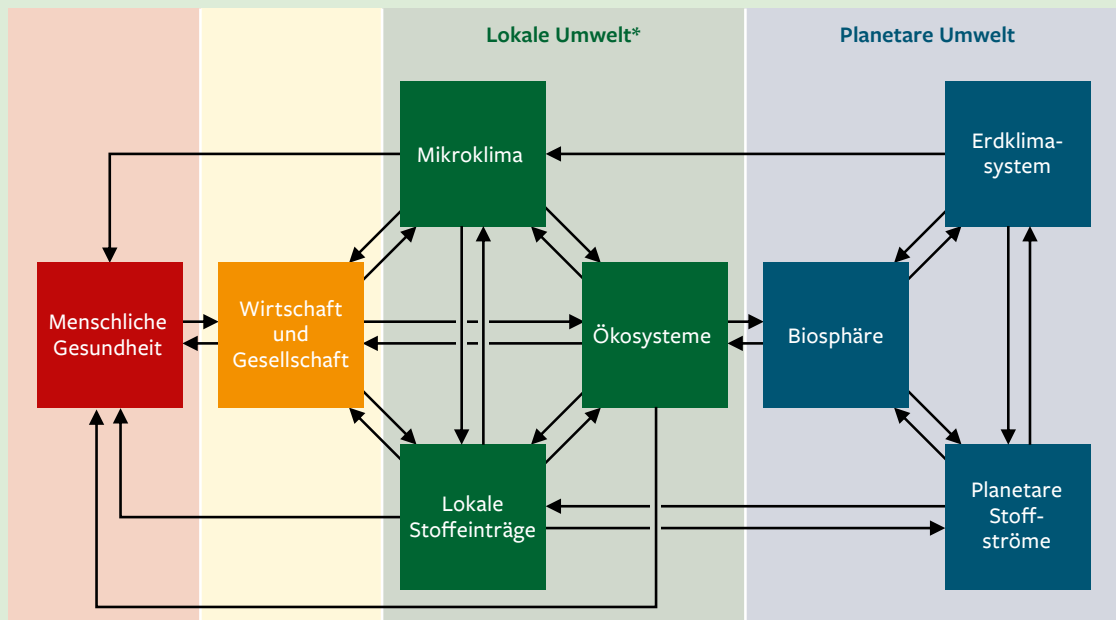 Lokale Umwelt*
Planetare Umwelt
Mikroklima
Erdklima-
system
Menschliche
Gesundheit
Wirtschaft
und
Gesellschaft
Ökosysteme
Biosphäre
Lokale
Stoffeinträge
Planetare
Stoff-
ströme